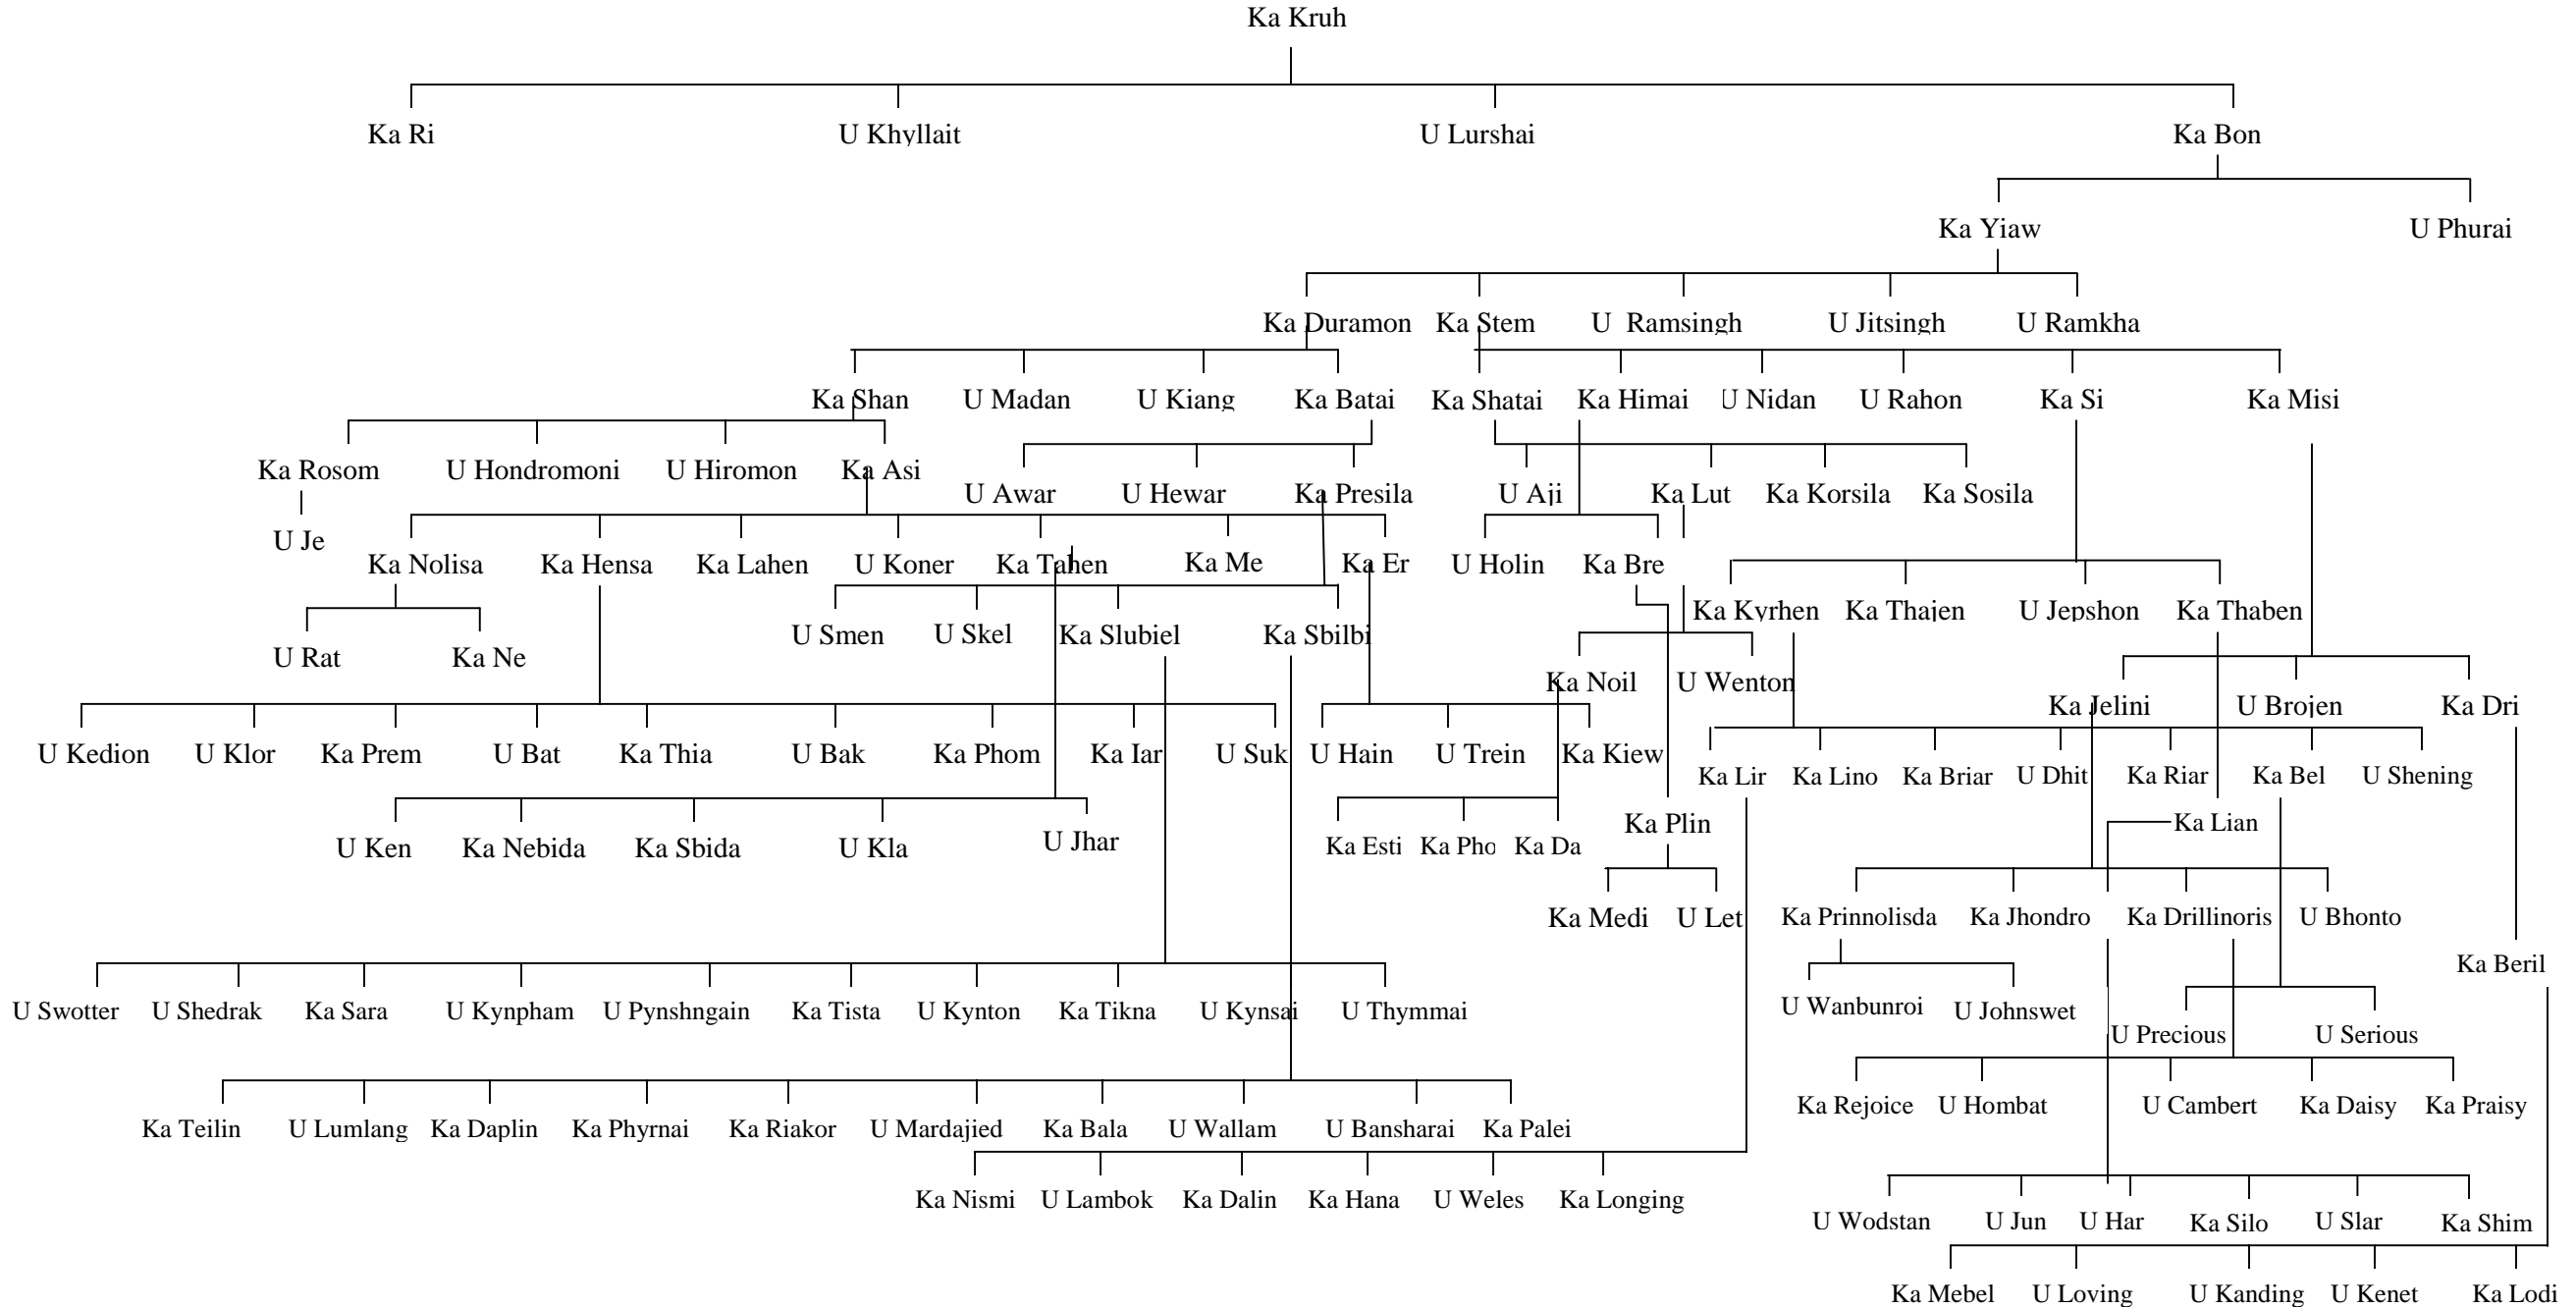 Ka Kruh
Ka Ri U Khyllait U Lurshai Ka Bon
Ka Yiaw U Phurai
Ka Duramon Ka Stem U Ramsingh U Jitsingh U Ramkha
Ka Shan U Madan U Kiang Ka Batai Ka Shatai Ka Himai U Nidan U Rahon Ka Si Ka Misi
Ka Rosom U Hondromoni U Hiromon Ka Asi
U Awar U Hewar Ka Presila U Aji Ka Lut Ka Korsila Ka Sosila
U Je
Ka Nolisa Ka Hensa Ka Lahen U Koner Ka Tahen Ka Me Ka Er U Holin Ka Bre
Ka Kyrhen Ka Thajen U Jepshon Ka Thaben
U Smen U Skel Ka Slubiel Ka Sbilbi
U Rat Ka Ne
Ka Noil U Wenton
Ka Jelini U Brojen Ka Dri
U Kedion U Klor Ka Prem U Bat Ka Thia U Bak Ka Phom Ka Iar U Suk U Hain U Trein Ka Kiew
Ka Lir Ka Lino Ka Briar U Dhit Ka Riar Ka Bel U Shening
Ka Plin Ka Lian
U Ken Ka Nebida Ka Sbida U Kla U Jhar Ka Esti Ka Pho Ka Da
Ka Medi U Let Ka Prinnolisda Ka Jhondro Ka Drillinoris U Bhonto
Ka Beril
U Swotter U Shedrak Ka Sara U Kynpham U Pynshngain Ka Tista U Kynton Ka Tikna U Kynsai U Thymmai U Wanbunroi U Johnswet
U Precious U Serious
Ka Rejoice U Hombat U Cambert Ka Daisy Ka Praisy
Ka Teilin U Lumlang Ka Daplin Ka Phyrnai Ka Riakor U Mardajied Ka Bala U Wallam U Bansharai Ka Palei
Ka Nismi U Lambok Ka Dalin Ka Hana U Weles Ka Longing
U Wodstan U Jun U Har Ka Silo U Slar Ka Shim
Ka Mebel U Loving U Kanding U Kenet Ka Lodi